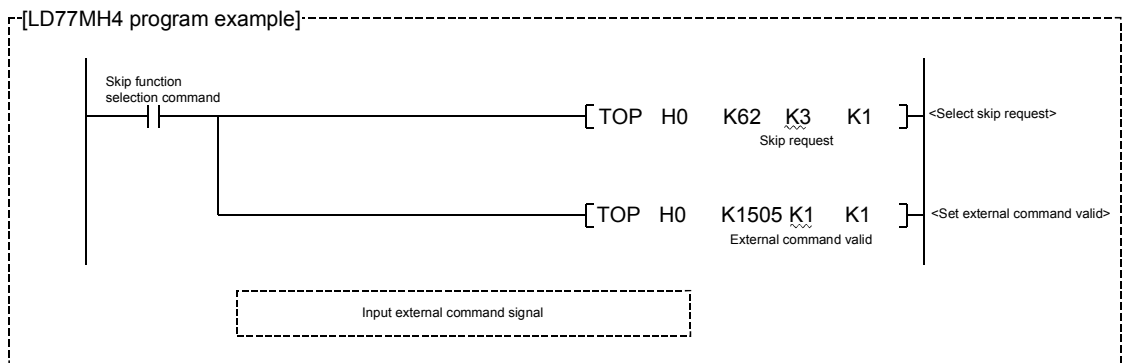 [LD77MH4 program example]
Skip function
selection command
TOP H0 K62 K3 K1
<Select skip request>
Skip request
TOP H0 K1505 K1 K1
<Set external command valid>
External command valid
Input external command signal